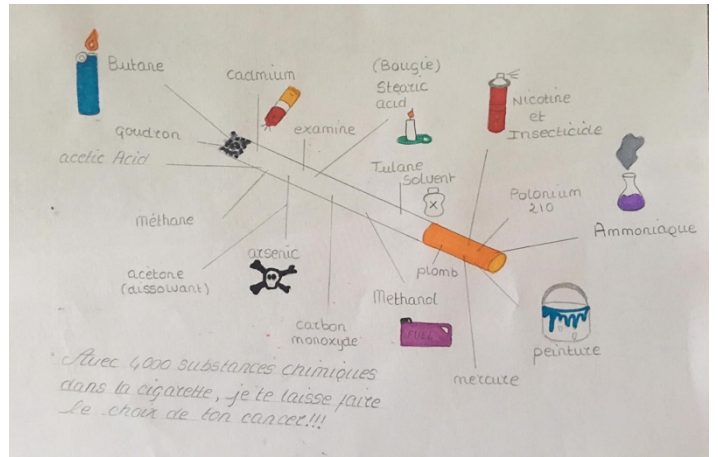 Butane
cadmium
(Bougie)
Stearic
acid
Nicotine
et
Insecticide
goudron
examine
acetic Acid
Tulane
Solvent
Polonium
210
méthane
Ammoniaque
arsenic
plomb
acétone
(dissolvant)
Methanol
FUEL
carbon
monoxyde
peinture
mercure
Avec 4000 substances chimiques
dans la cigarette, je te laisse faire
le choix de ton cancer!!!